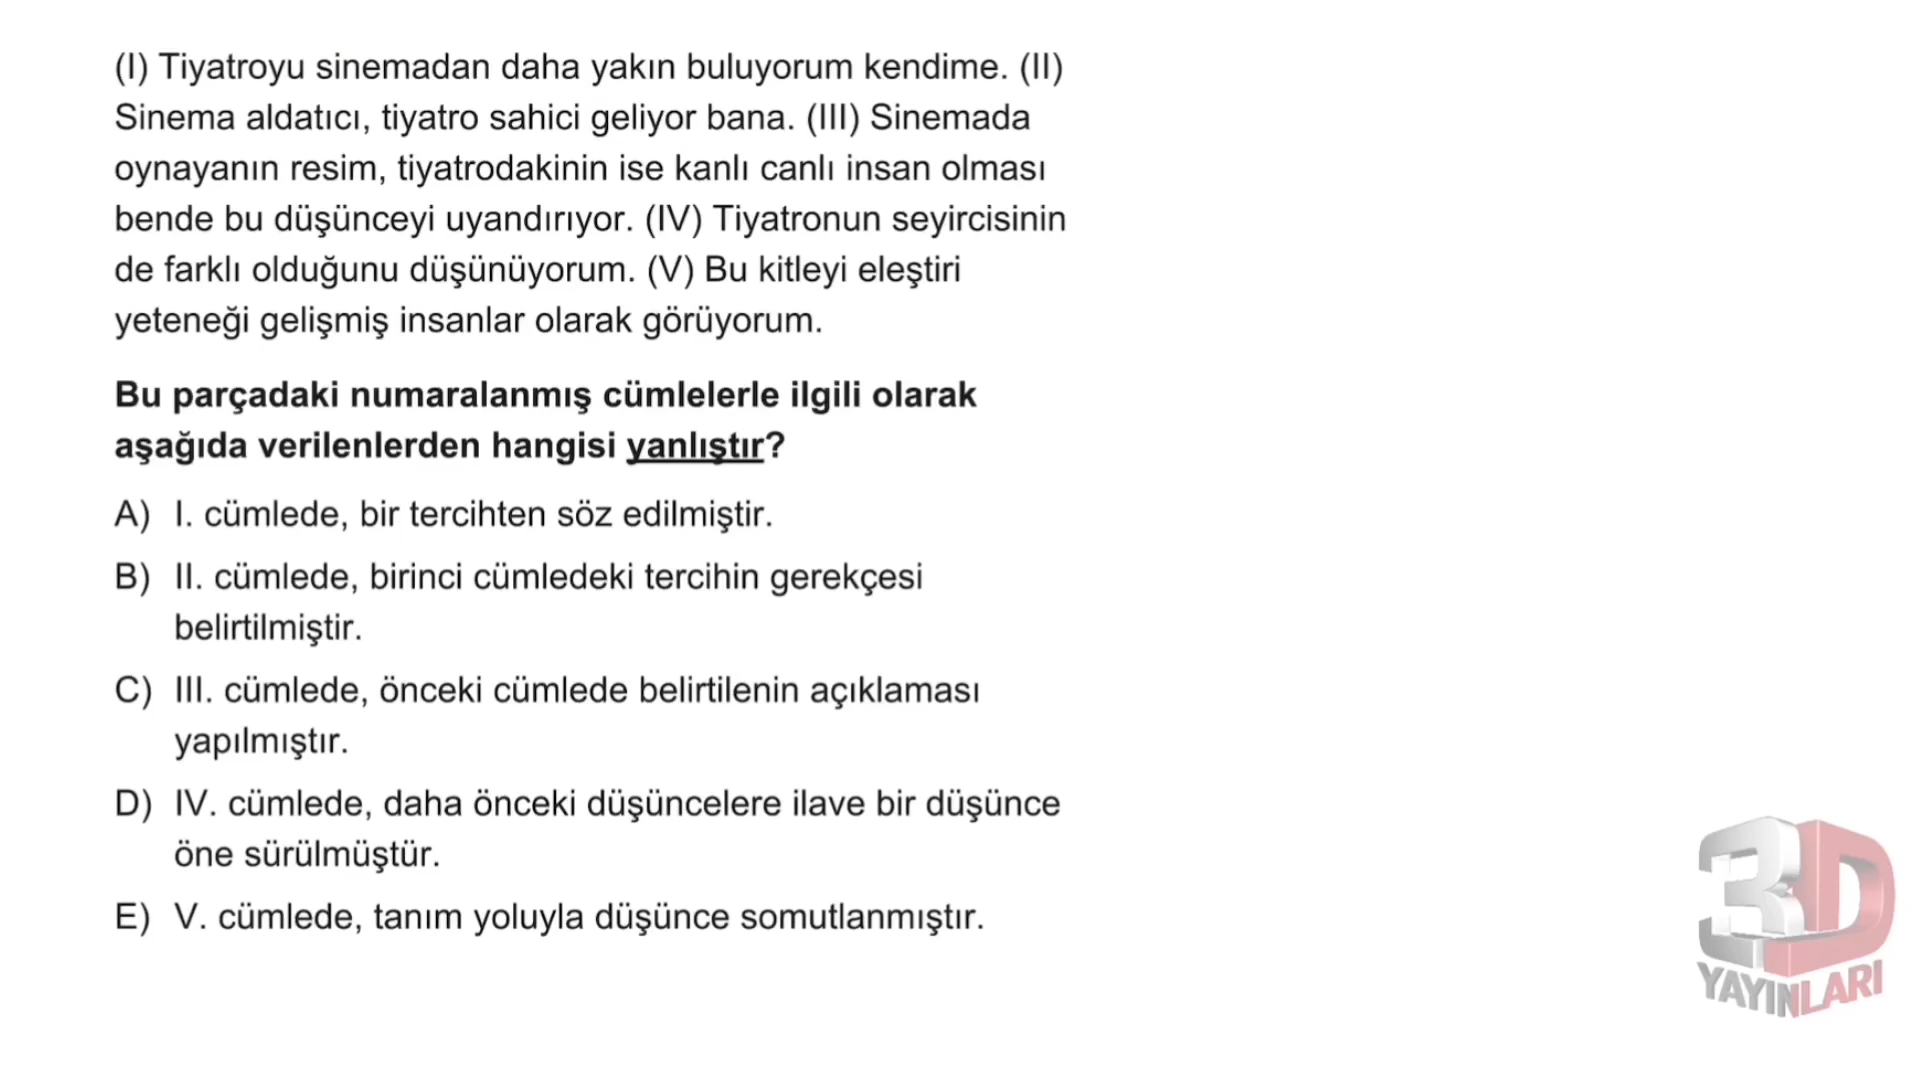 (I) Tiyatroyu sinemadan daha yakın buluyorum kendime. (II)
Sinema aldatıcı, tiyatro sahici geliyor bana. (III) Sinemada
oynayanın resim, tiyatrodakinin ise kanlı canlı insan olması
bende bu düşünceyi uyandırıyor. (IV) Tiyatronun seyircisinin
de farklı olduğunu düşünüyorum. (V) Bu kitleyi eleştiri
yeteneği gelişmiş insanlar olarak görüyorum.
Bu parçadaki numaralanmış cümlelerle ilgili olarak
aşağıda verilenlerden hangisi yanlıştır?
A) I. cümlede, bir tercihten söz edilmiştir.
B) II. cümlede, birinci cümledeki tercihin gerekçesi
belirtilmiştir.
C) III. cümlede, önceki cümlede belirtilenin açıklaması
yapılmıştır.
D) IV. cümlede, daha önceki düşüncelere ilave bir düşünce
öne sürülmüştür.
E) V. cümlede, tanım yoluyla düşünce somutlanmıştır.
3D
YAYINLARI